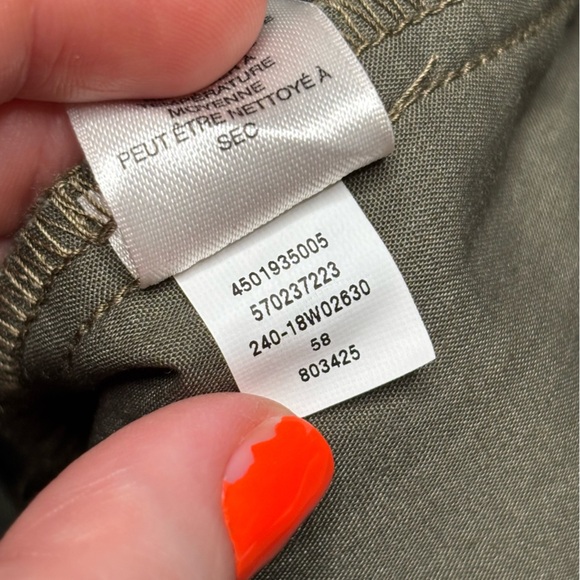 MOYENNE
PEUT ÊTRE NETTOYÉ À
SEC
4501935005
570237223
240-18W02630
58
803425